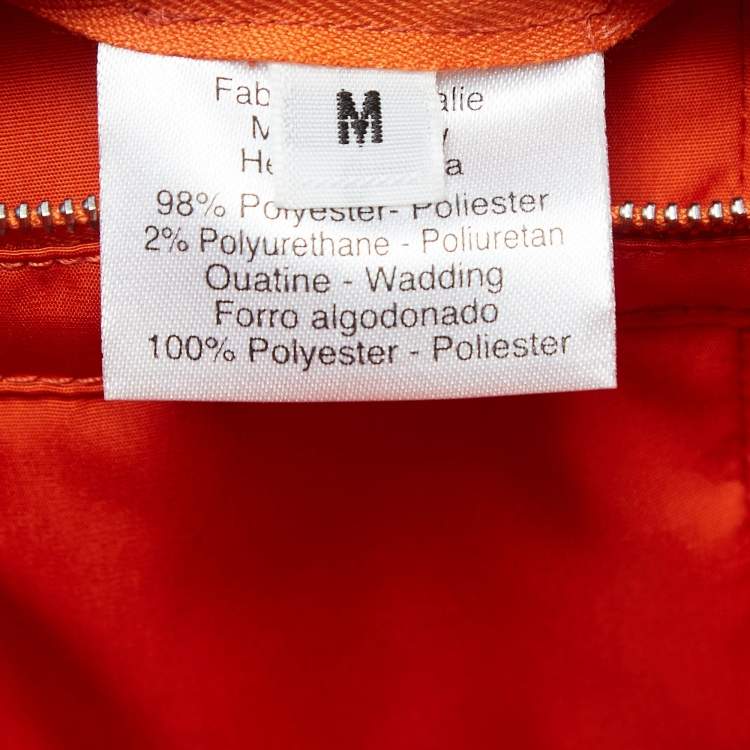 M
98% Polyester- Poliester
2% Polyurethane - Poliuretan
Ouatine - Wadding
Forro algodonado
100% Polyester - Poliester